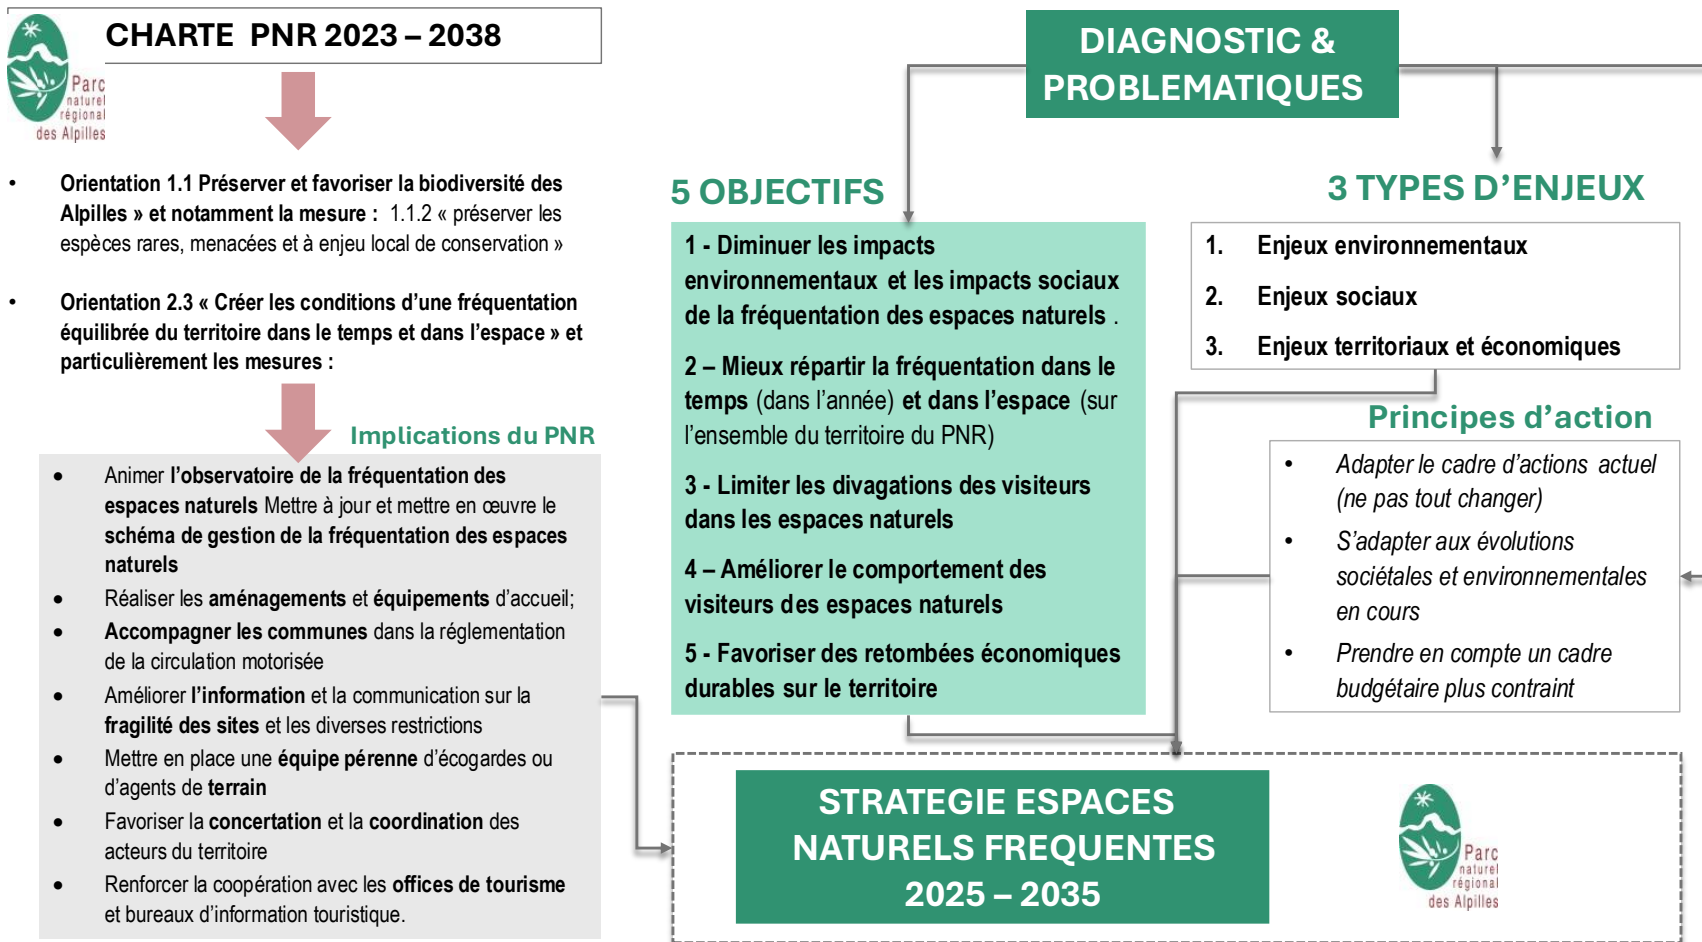 CHARTE PNR 2023 – 2038
Parc
naturel
régional
des Alpilles
• Orientation 1.1 Préserver et favoriser la biodiversité des
Alpilles » et notamment la mesure : 1.1.2 « préserver les
espèces rares, menacées et à enjeu local de conservation »
• Orientation 2.3 « Créer les conditions d’une fréquentation
équilibrée du territoire dans le temps et dans l’espace » et
particulièrement les mesures :
Implications du PNR
• Animer l’observatoire de la fréquentation des
espaces naturels Mettre à jour et mettre en œuvre le
schéma de gestion de la fréquentation des espaces
naturels
• Réaliser les aménagements et équipements d’accueil;
• Accompagner les communes dans la réglementation
de la circulation motorisée
• Améliorer l’information et la communication sur la
fragilité des sites et les diverses restrictions
• Mettre en place une équipe pérenne d’écogardes ou
d’agents de terrain
• Favoriser la concertation et la coordination des
acteurs du territoire
• Renforcer la coopération avec les offices de tourisme
et bureaux d’information touristique.
DIAGNOSTIC &
PROBLEMATIQUES
5 OBJECTIFS
1 - Diminuer les impacts
environnementaux et les impacts sociaux
de la fréquentation des espaces naturels .
2 – Mieux répartir la fréquentation dans le
temps (dans l’année) et dans l’espace (sur
l’ensemble du territoire du PNR)
3 - Limiter les divagations des visiteurs
dans les espaces naturels
4 – Améliorer le comportement des
visiteurs des espaces naturels
5 - Favoriser des retombées économiques
durables sur le territoire
3 TYPES D’ENJEUX
1. Enjeux environnementaux
2. Enjeux sociaux
3. Enjeux territoriaux et économiques
Principes d’action
• Adapter le cadre d’actions actuel
(ne pas tout changer)
• S’adapter aux évolutions
sociétales et environnementales
en cours
• Prendre en compte un cadre
budgétaire plus contraint
STRATEGIE ESPACES
NATURELS FREQUENTES
2025 – 2035
Parc
naturel
régional
des Alpilles